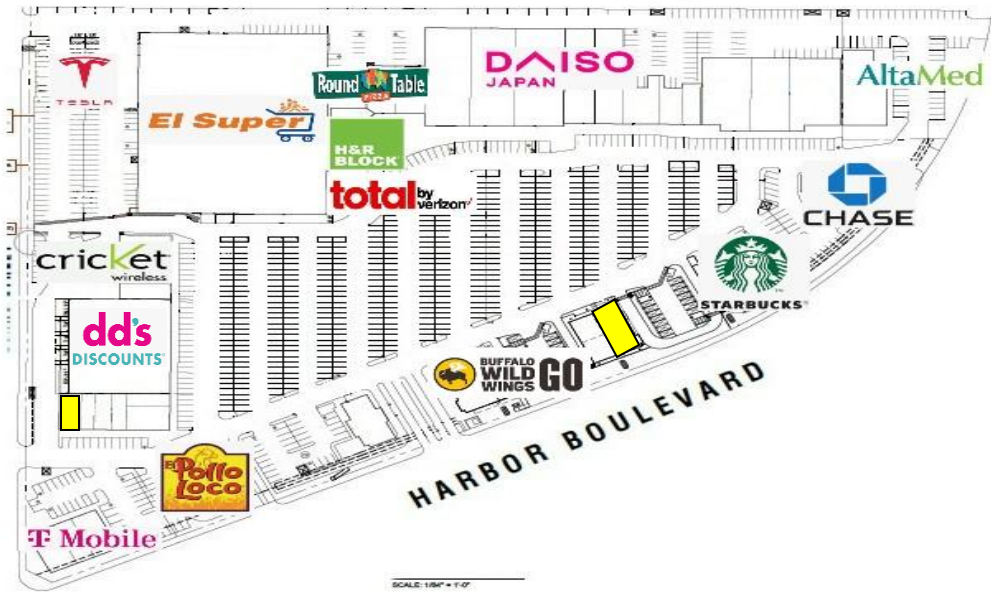 TESLA
El Super
Round Table
PIZZA
DAISO
JAPAN
AltaMed
H&R
BLOCK
total by
verizon
CHASE
cricket
wireless
STARBUCKS
dd's
DISCOUNTS
BUFFALO
WILD
WINGS
GO
HARBOR BOULEVARD
El
Pollo
Loco
T Mobile
SCALE: 1/64" = 1'-0"